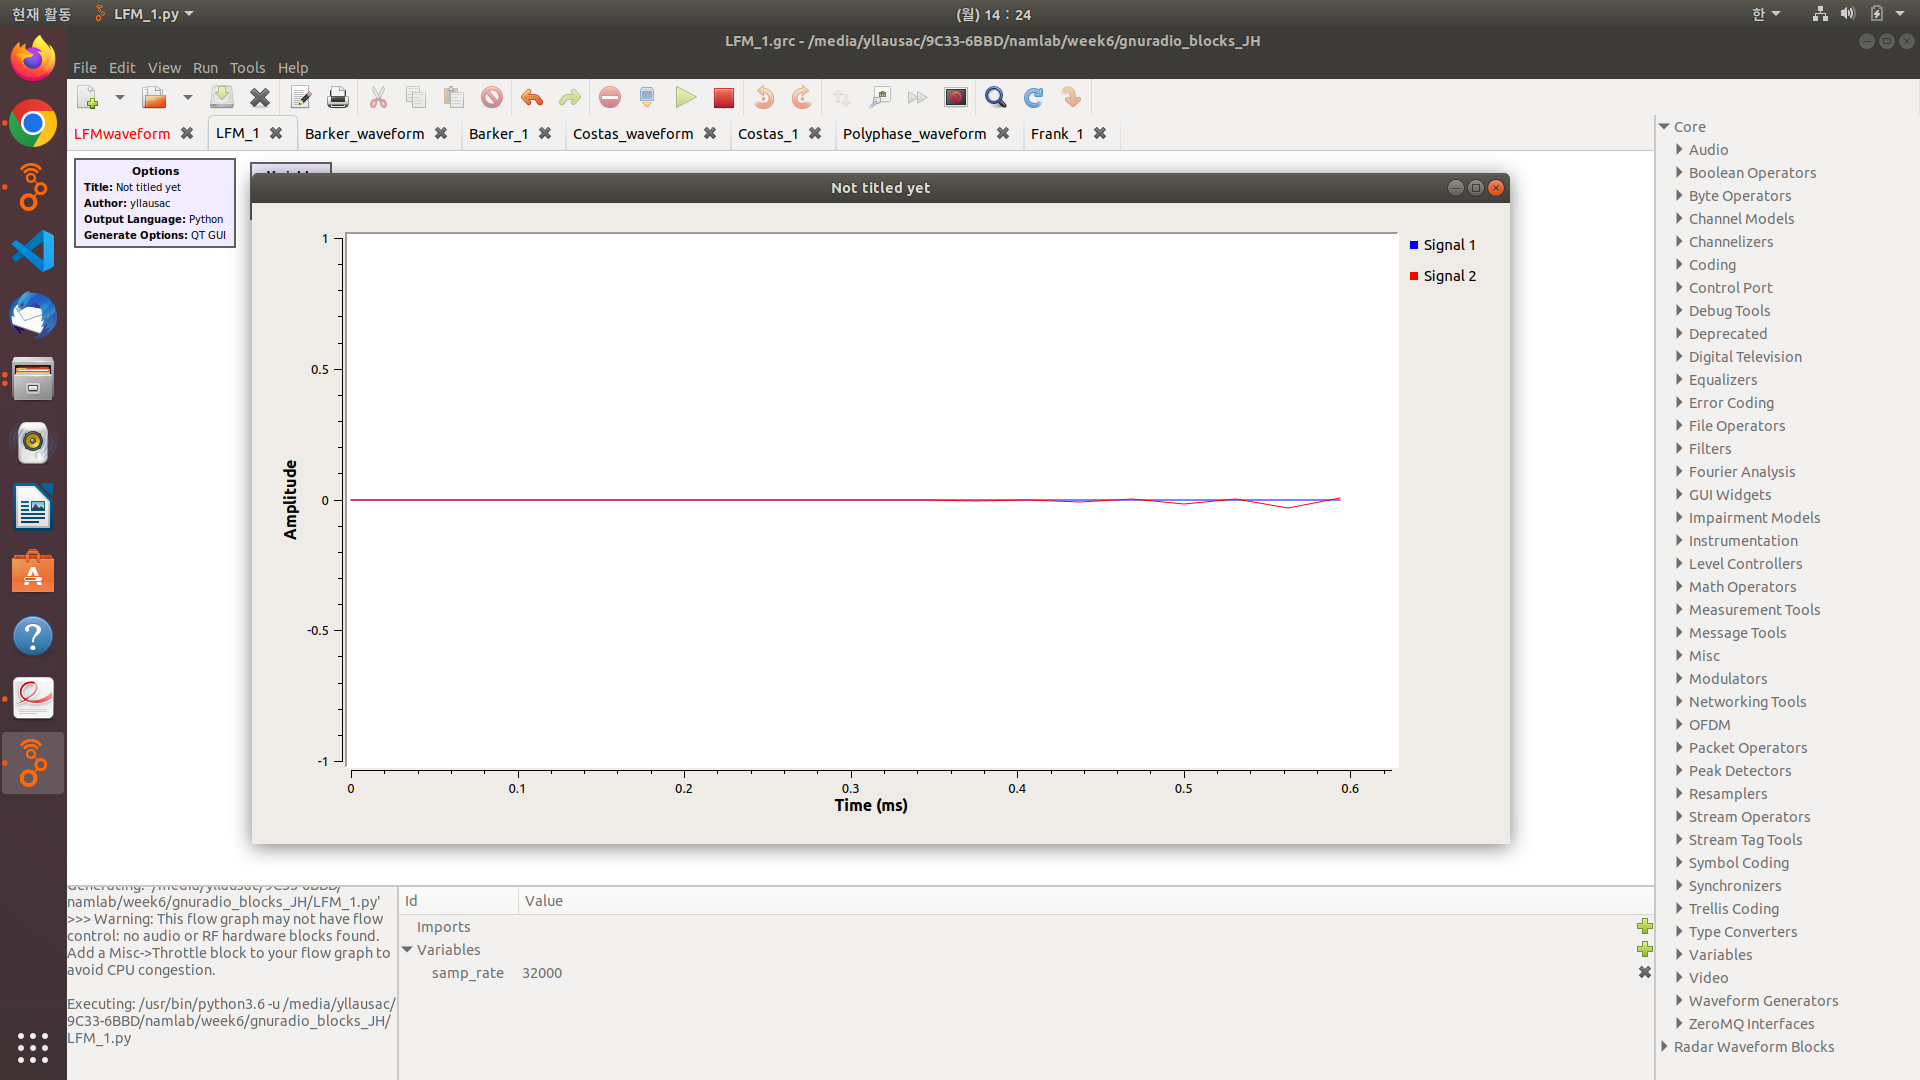 현재 활동
LFM_1.py
(월) 14 : 24
한
LFM_1.grc - /media/yllausac/9C33-6BBD/namlab/week6/gnuradio_blocks_JH
File Edit View Run Tools Help
LFMwaveform LFM_1 Barker_waveform Barker_1 Costas_waveform Costas_1 Polyphase_waveform Frank_1
Options
Title: Not titled yet
Author: yllausac
Output Language: Python
Generate Options: QT GUI
Not titled yet
Signal 1
Signal 2
1
0.5
0
-0.5
-1
Amplitude
0 0.1 0.2 0.3 0.4 0.5 0.6
Time (ms)
Generating: '/media/yllausac/9C33-6BBD/
namlab/week6/gnuradio_blocks_JH/LFM_1.py'
>>> Warning: This flow graph may not have flow
control: no audio or RF hardware blocks found.
Add a Misc->Throttle block to your flow graph to
avoid CPU congestion.
Executing: /usr/bin/python3.6 -u /media/yllausac/
9C33-6BBD/namlab/week6/gnuradio_blocks_JH/
LFM_1.py
Id Value
Imports
Variables
samp_rate 32000
Core
Audio
Boolean Operators
Byte Operators
Channel Models
Channelizers
Coding
Control Port
Debug Tools
Deprecated
Digital Television
Equalizers
Error Coding
File Operators
Filters
Fourier Analysis
GUI Widgets
Impairment Models
Instrumentation
Level Controllers
Math Operators
Measurement Tools
Message Tools
Misc
Modulators
Networking Tools
OFDM
Packet Operators
Peak Detectors
Resamplers
Stream Operators
Stream Tag Tools
Symbol Coding
Synchronizers
Trellis Coding
Type Converters
Variables
Video
Waveform Generators
ZeroMQ Interfaces
Radar Waveform Blocks